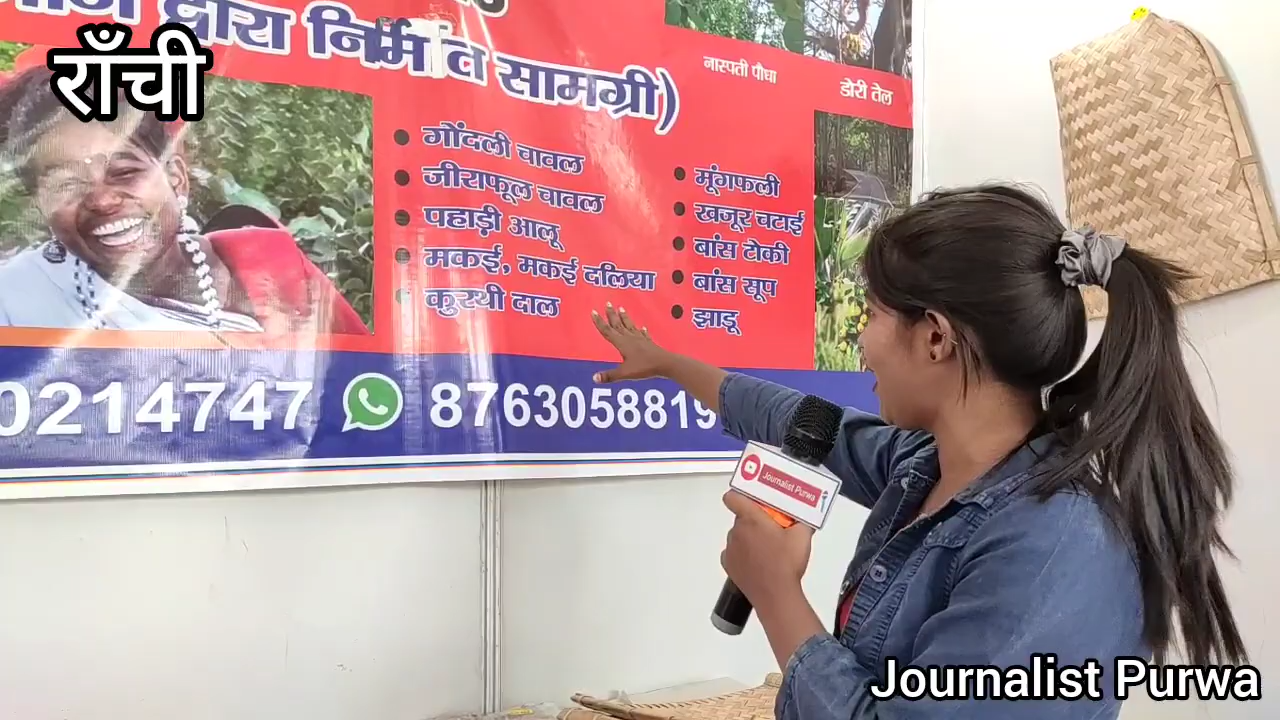 राँची
द्वारा निर्मित सामग्री)
नास्पती पौधा
डोरी तेल
गोंदली चावल
जीराफूल चावल
पहाड़ी आलू
मकई, मकई दलिया
कुरथी दाल
मूंगफली
खजूर चटाई
बांस टोकी
बांस सूप
झाडू
0214747 8763058819
Journalist Purwa
Journalist Purwa